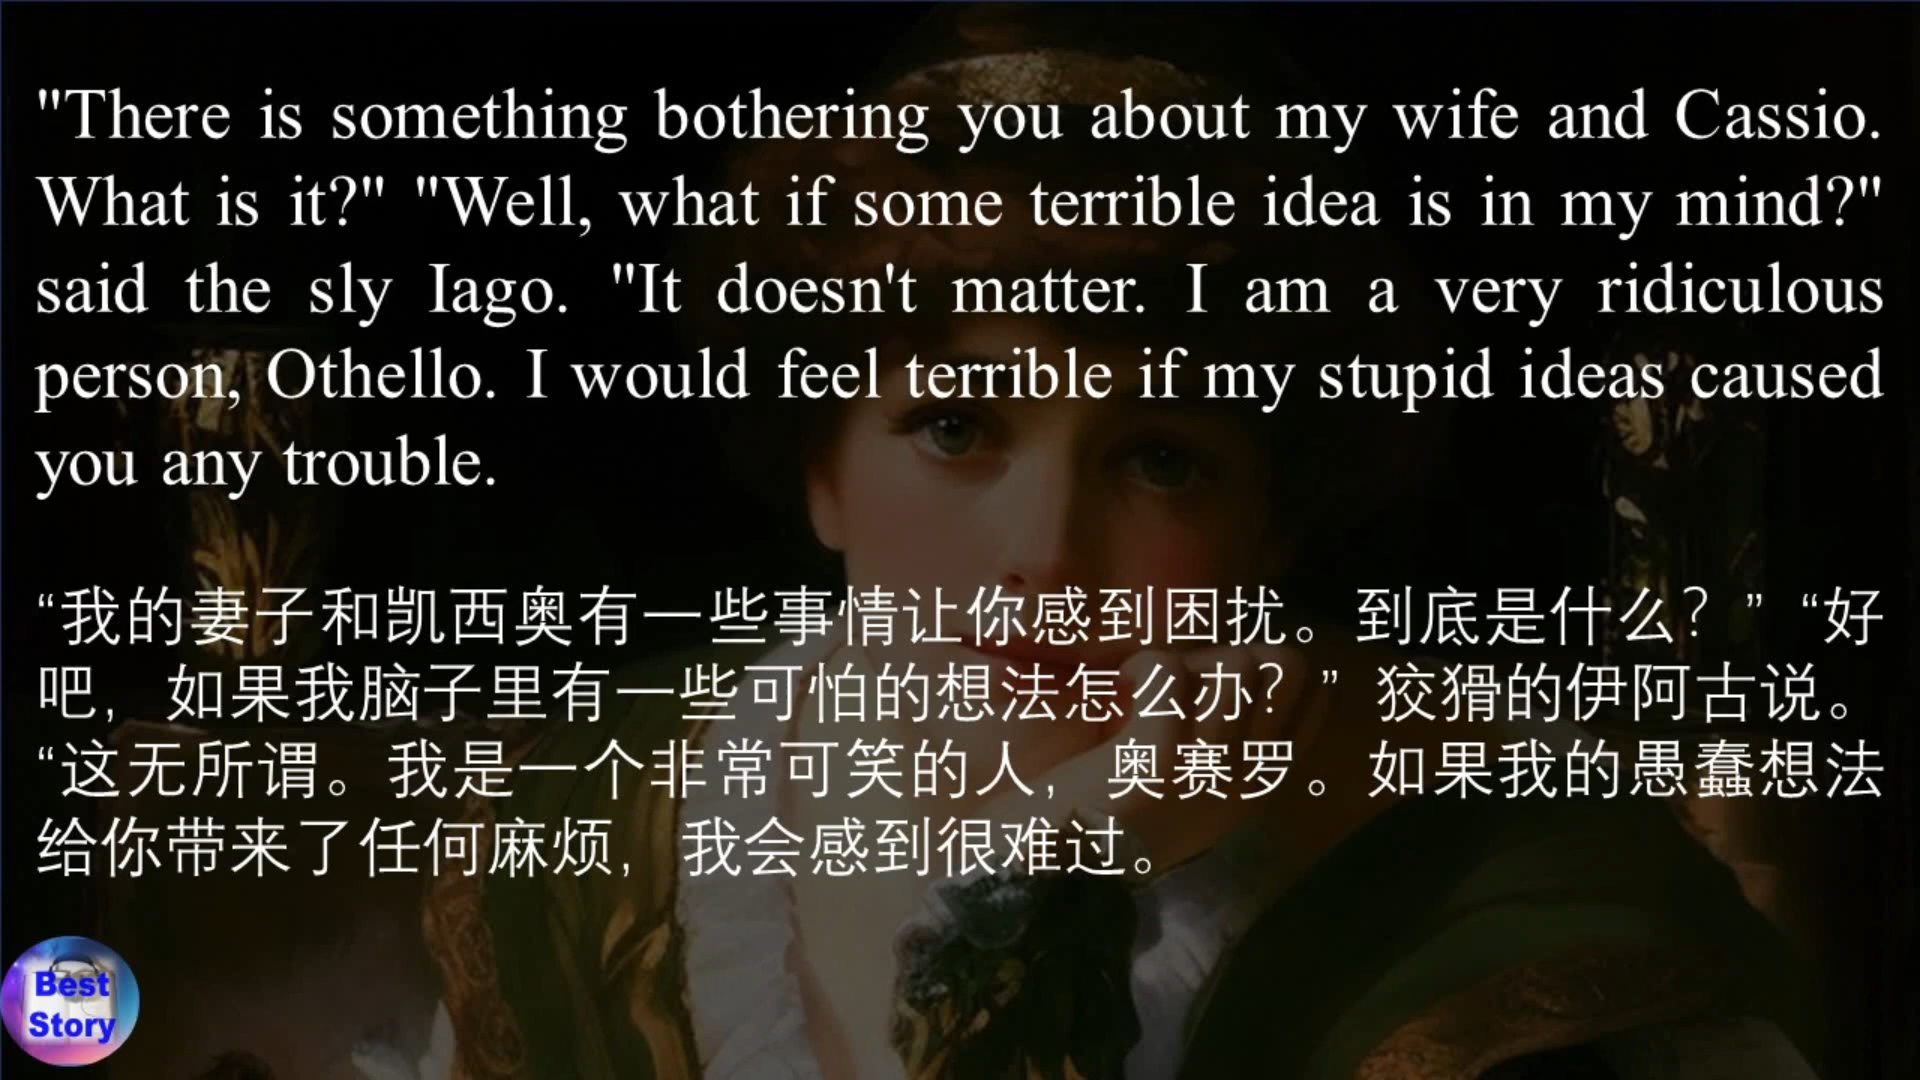 "There is something bothering you about my wife and Cassio.
What is it?" "Well, what if some terrible idea is in my mind?"
said the sly Iago. "It doesn't matter. I am a very ridiculous
person, Othello. I would feel terrible if my stupid ideas caused
you any trouble.
“我的妻子和凯西奥有一些事情让你感到困扰。到底是什么？” “好
吧，如果我脑子里有一些可怕的想法怎么办？” 狡猾的伊阿古说。
“这无所谓。我是一个非常可笑的人，奥赛罗。如果我的愚蠢想法
给你带来了任何麻烦，我会感到很难过。
Best
Story